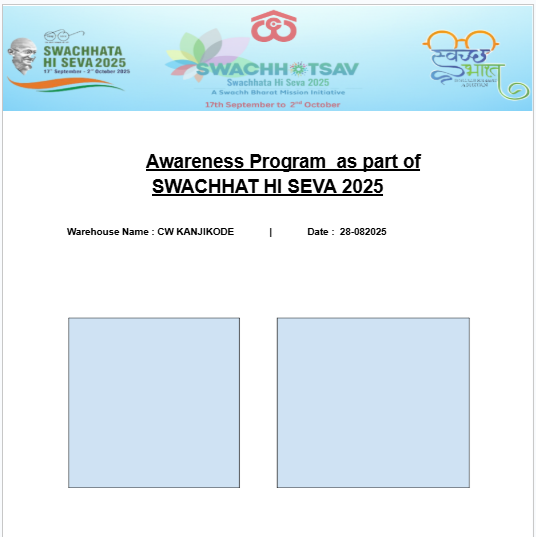 SWACHHATA
HI SEVA 2025
17th September - 2nd October 2025
SWACHHOTSAV
Swachhata Hi Seva 2025
A Swachh Bharat Mission Initiative
17th September to 2nd October
स्वच्छ
भारत
Awareness Program as part of
SWACHHAT HI SEVA 2025
Warehouse Name : CW KANJIKODE | Date : 28-082025